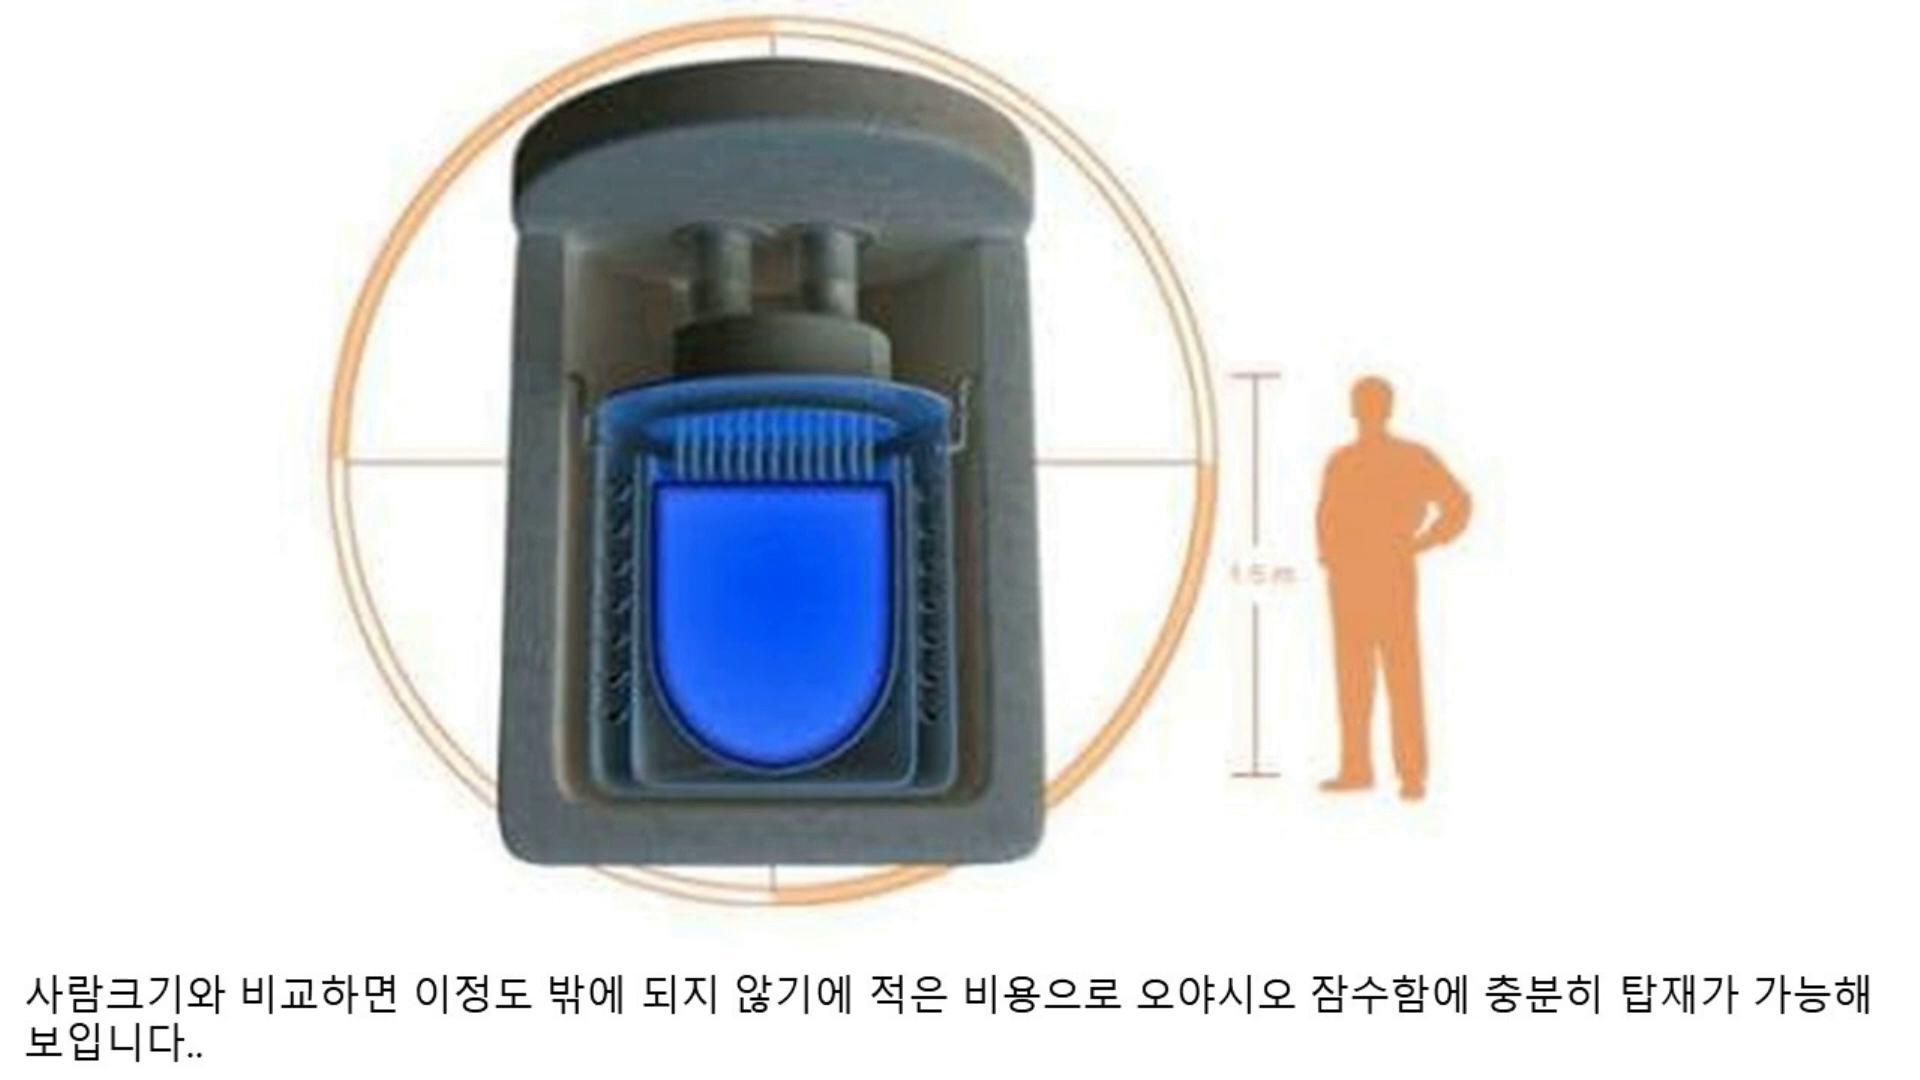 사람크기와 비교하면 이정도 밖에 되지 않기에 적은 비용으로 오야시오 잠수함에 충분히 탑재가 가능해
보입니다..